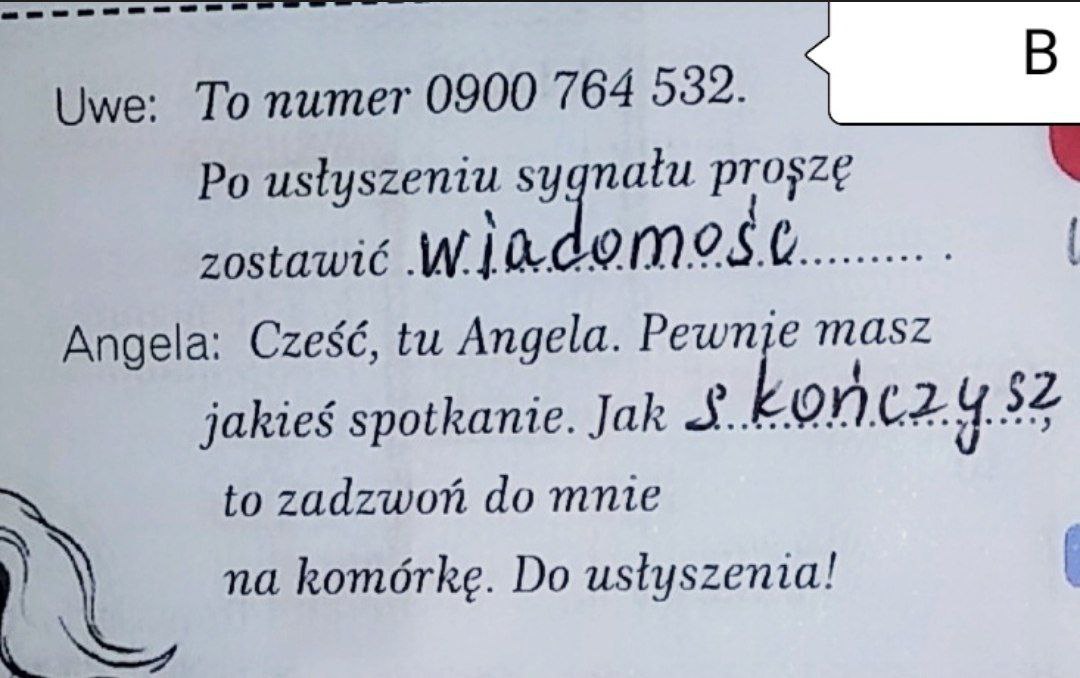 B
Uwe: To numer 0900 764 532.
Po usłyszeniu sygnału proszę
zostawić .wiadomośc.......... .
Angela: Cześć, tu Angela. Pewnie masz
jakieś spotkanie. Jak skończysz...,
to zadzwoń do mnie
na komórkę. Do usłyszenia!